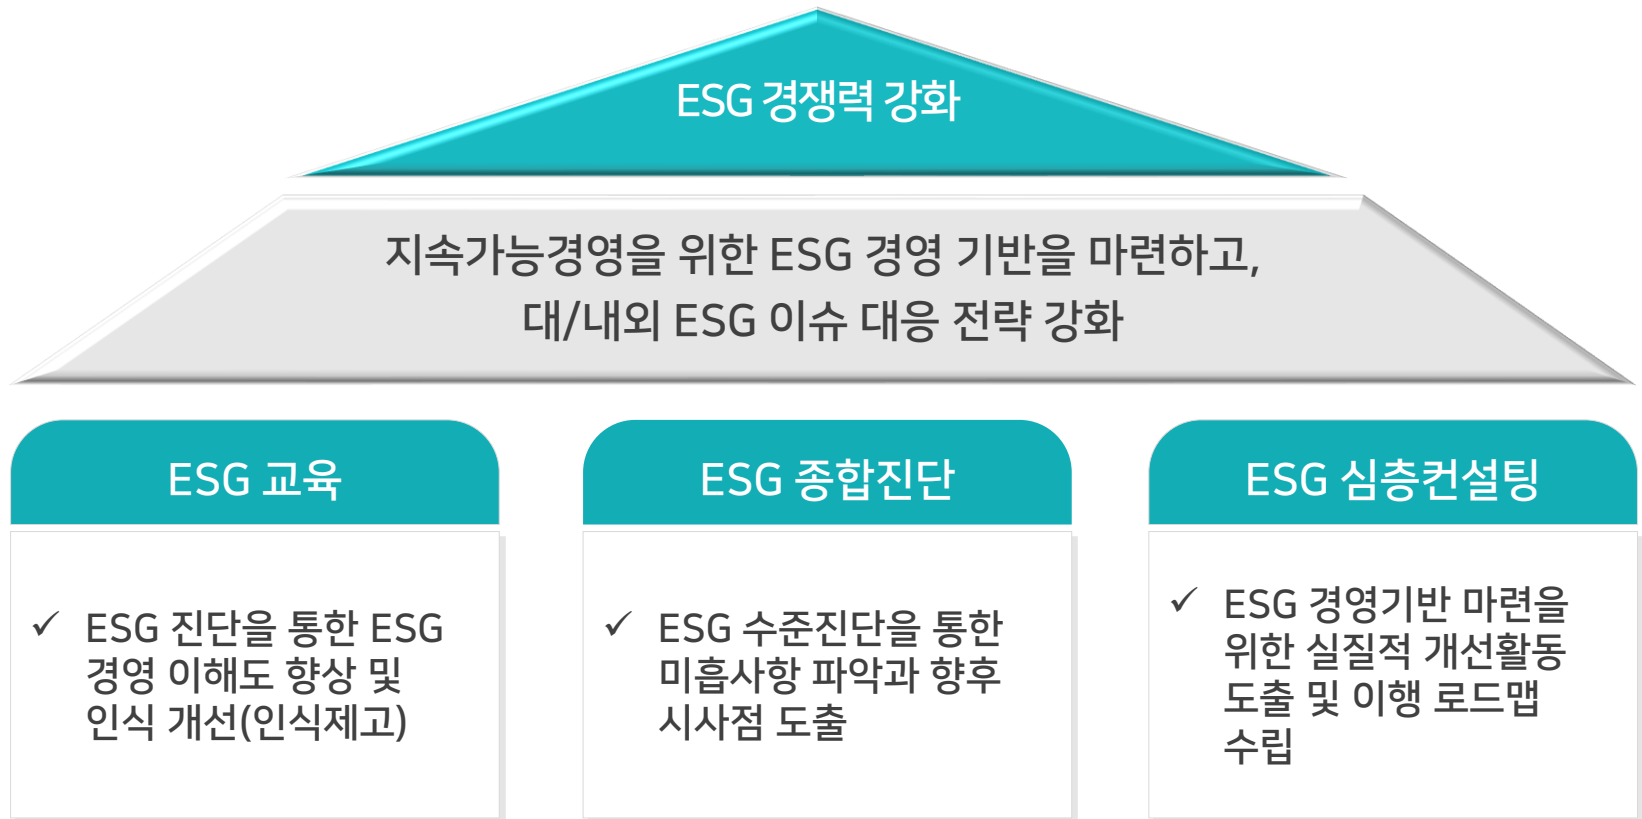 ESG 경쟁력 강화
지속가능경영을 위한 ESG 경영 기반을 마련하고,
대/내외 ESG 이슈 대응 전략 강화
ESG 교육
✓ ESG 진단을 통한 ESG
경영 이해도 향상 및
인식 개선(인식제고)
ESG 종합진단
✓ ESG 수준진단을 통한
미흡사항 파악과 향후
시사점 도출
ESG 심층컨설팅
✓ ESG 경영기반 마련을
위한 실질적 개선활동
도출 및 이행 로드맵
수립